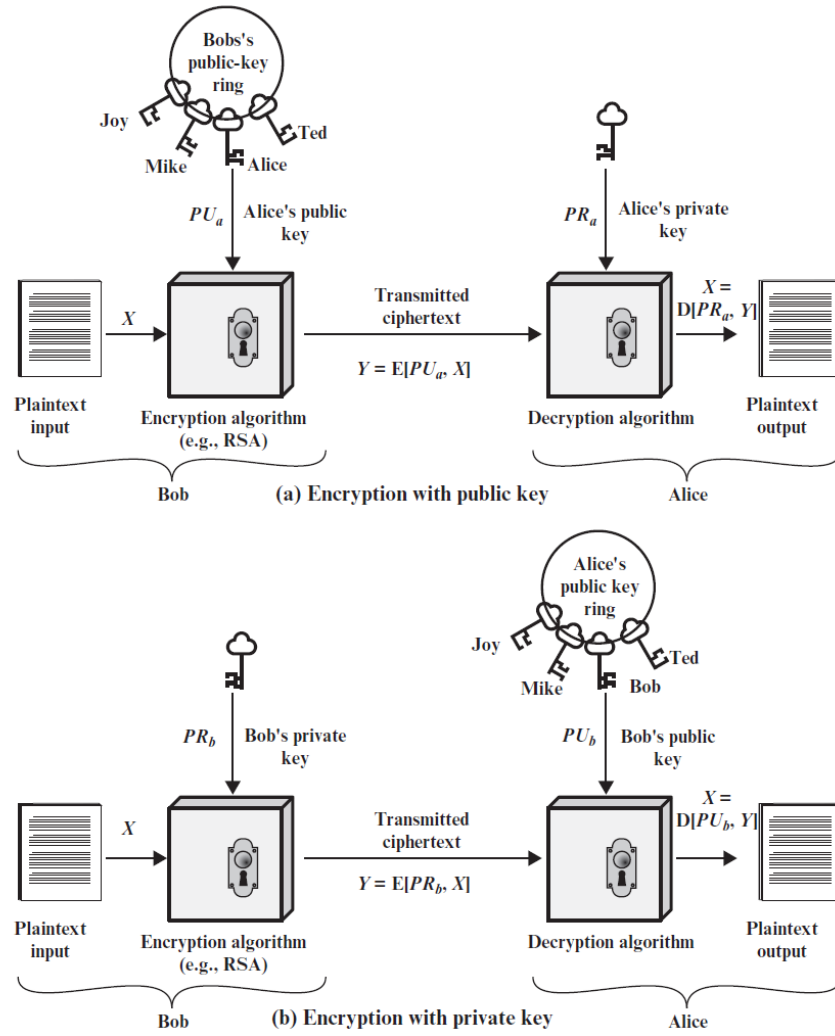 Bobs's
public-key
ring
Joy
Ted
Mike
Alice
PUa
Alice's public
key
PRa
Alice's private
key
X
Transmitted
ciphertext
X =
D[PRa, Y]
Y = E[PUa, X]
Plaintext
input
Encryption algorithm
(e.g., RSA)
Decryption algorithm
Plaintext
output
Bob
(a) Encryption with public key
Alice
Alice's
public key
ring
Joy
Ted
Mike
Bob
PRb
Bob's private
key
PUb
Bob's public
key
X
Transmitted
ciphertext
X =
D[PUb, Y]
Y = E[PRb, X]
Plaintext
input
Encryption algorithm
(e.g., RSA)
Decryption algorithm
Plaintext
output
Bob
(b) Encryption with private key
Alice